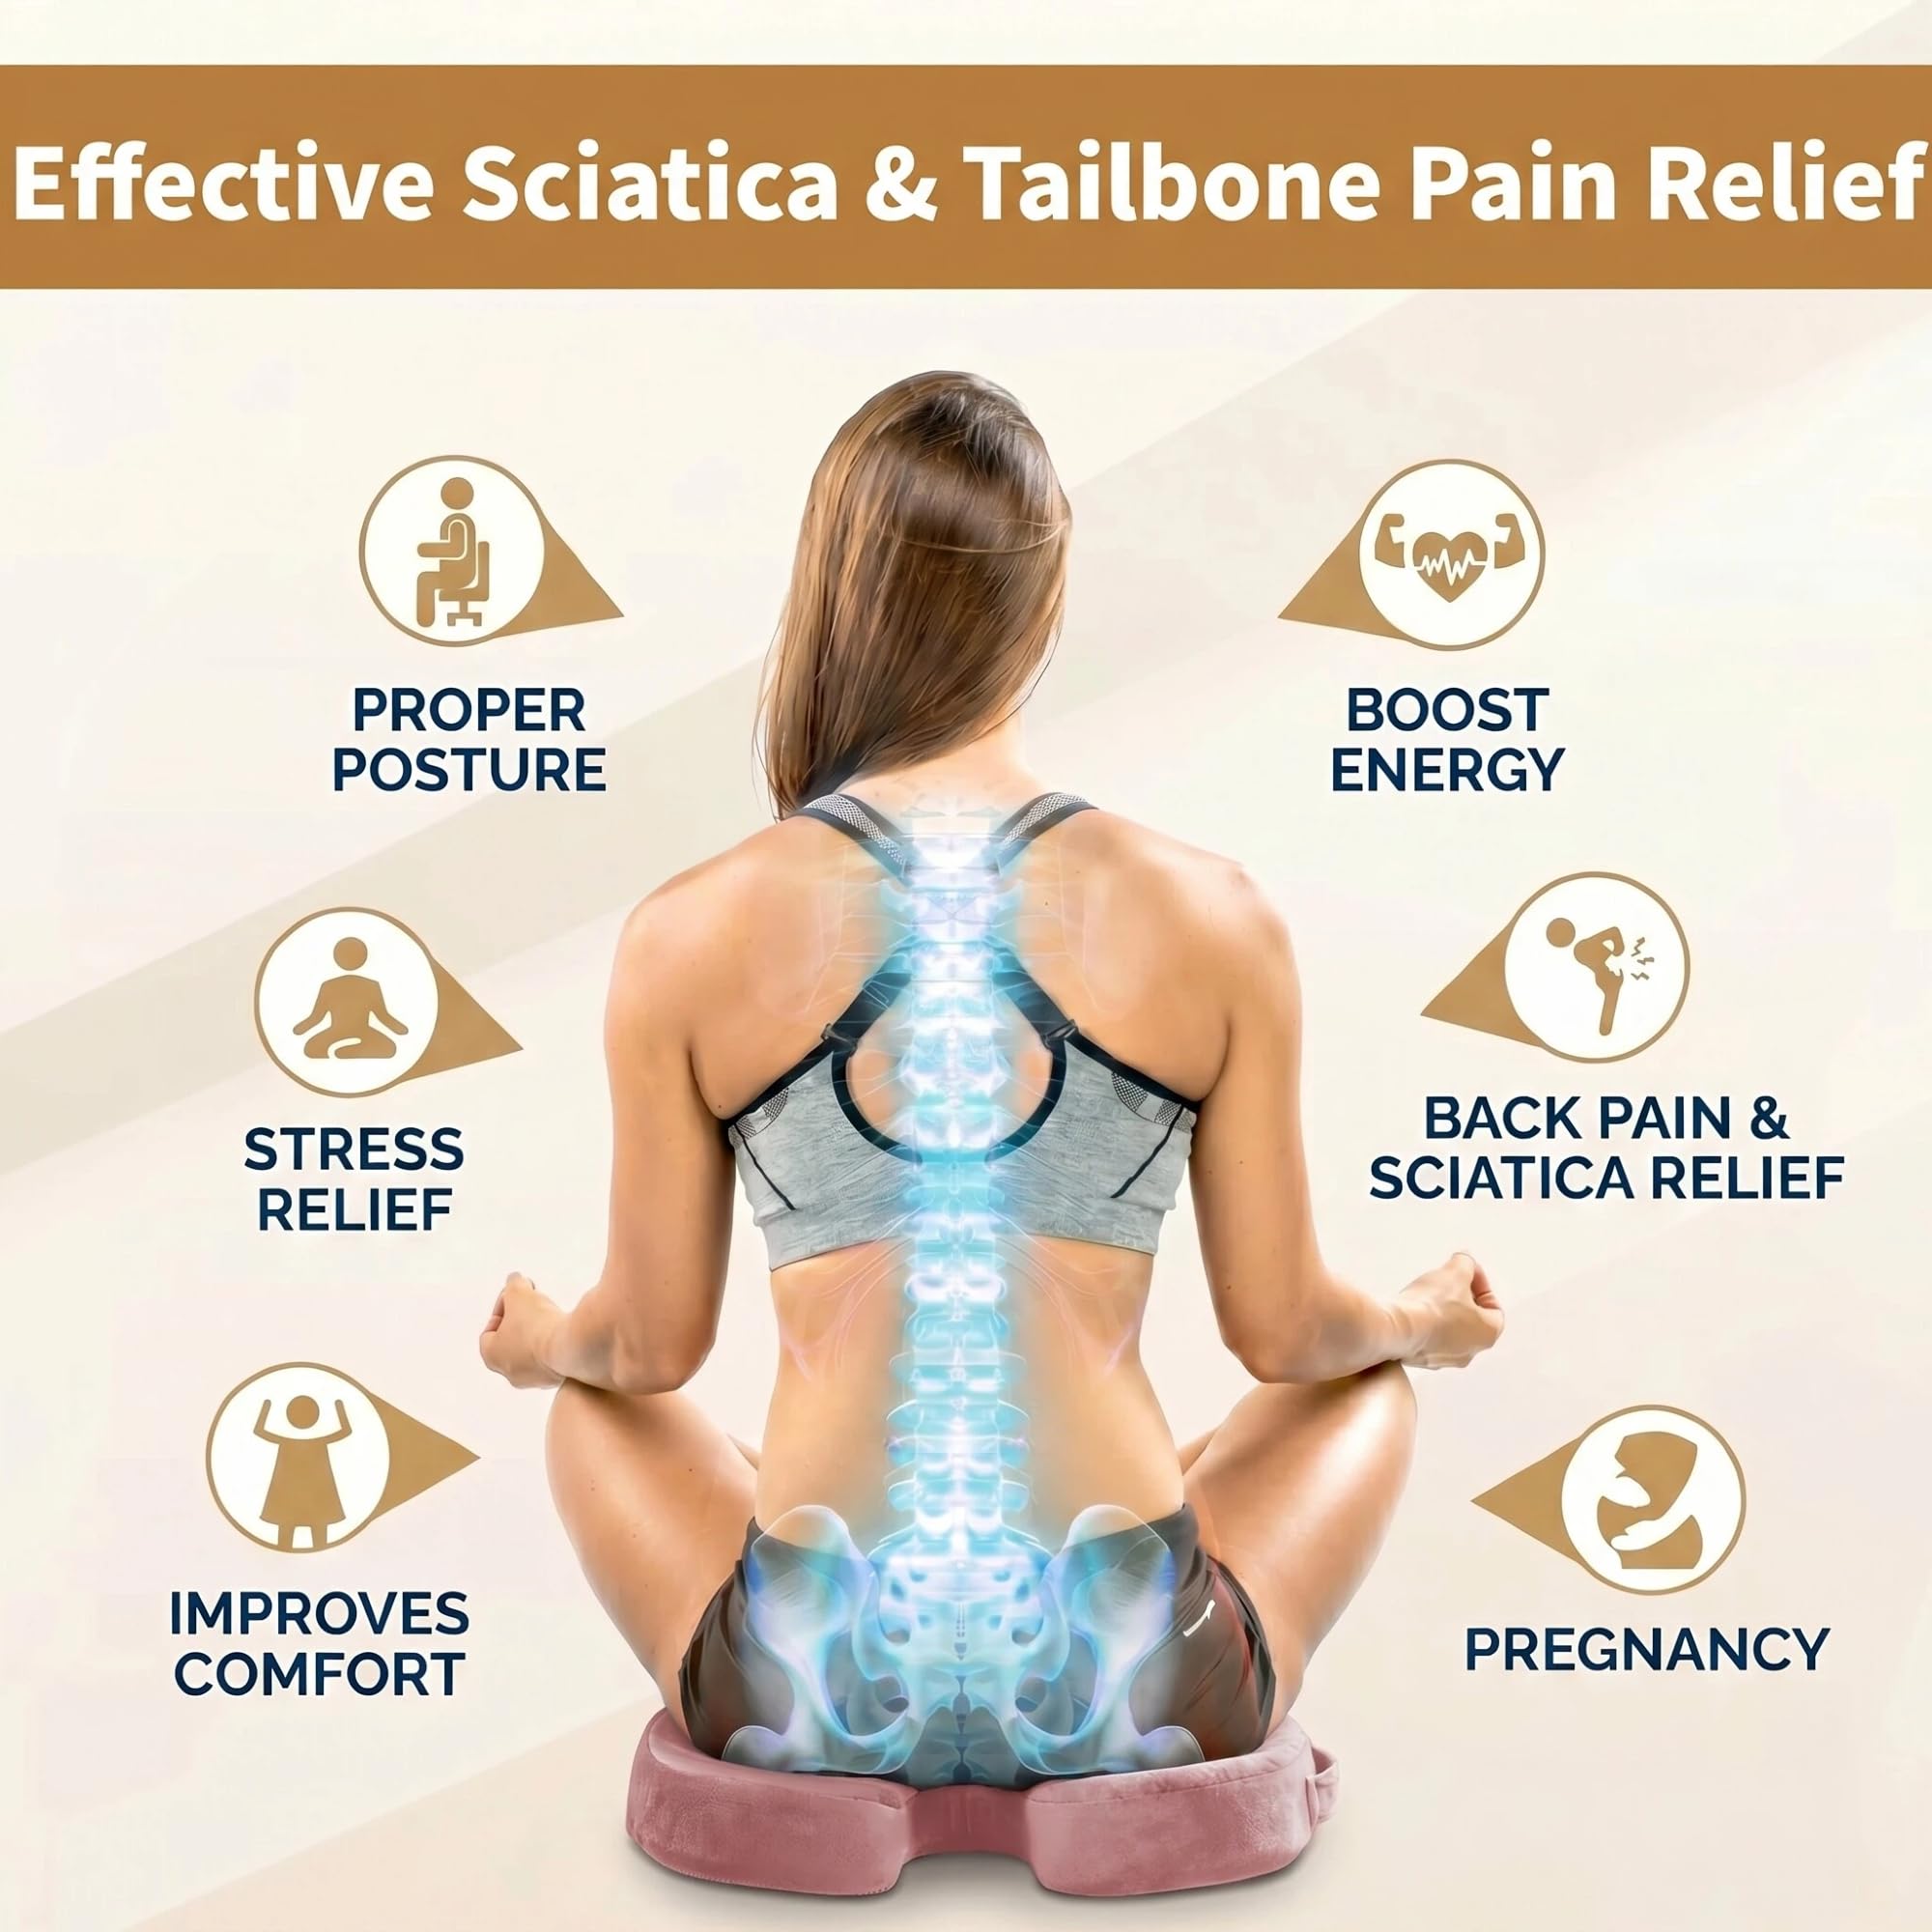 Effective Sciatica & Tailbone Pain Relief
PROPER
POSTURE
BOOST
ENERGY
STRESS
RELIEF
BACK PAIN &
SCIATICA RELIEF
IMPROVES
COMFORT
PREGNANCY